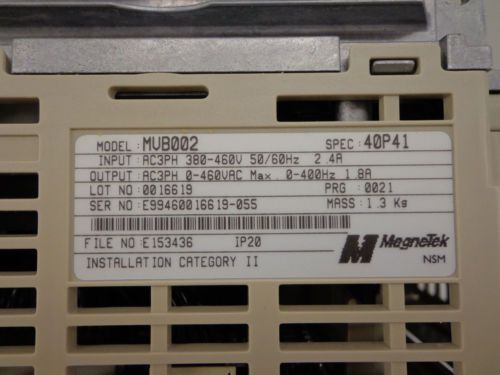 MODEL : MVB002 SPEC : 40P41
INPUT : AC3PH 380-460V 50/60Hz 2.4A
OUTPUT : AC3PH 0-460VAC Max. 0-400Hz 1.8A
LOT NO : 0016619 PRG : 0021
SER NO : E99460016619-055 MASS : 1.3 Kg
FILE NO : E153436 IP20
INSTALLATION CATEGORY II
MagneTek
NSM